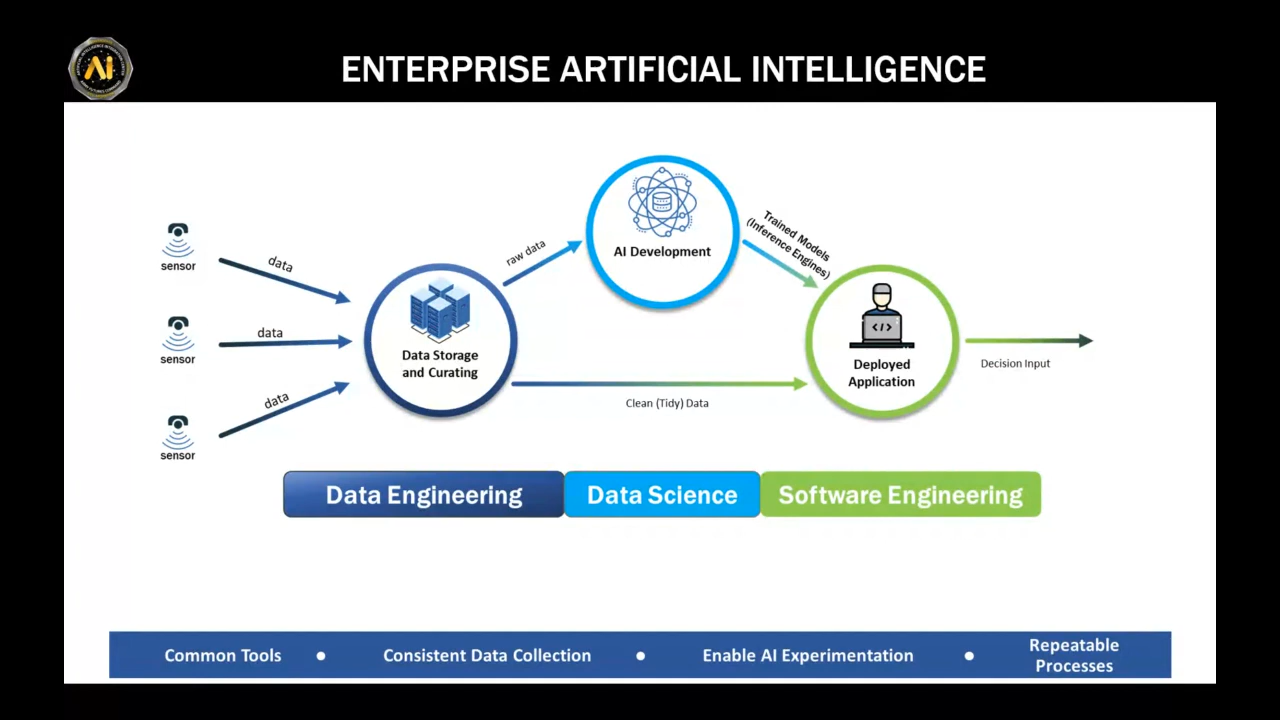 ENTERPRISE ARTIFICIAL INTELLIGENCE
Ai
sensor
data
sensor
data
sensor
data
Data Storage
and Curating
raw data
AI Development
Trained Models
(Inference Engines)
Clean (Tidy) Data
</>
Deployed
Application
Decision Input
Data Engineering
Data Science
Software Engineering
Common Tools • Consistent Data Collection • Enable AI Experimentation • Repeatable
Processes